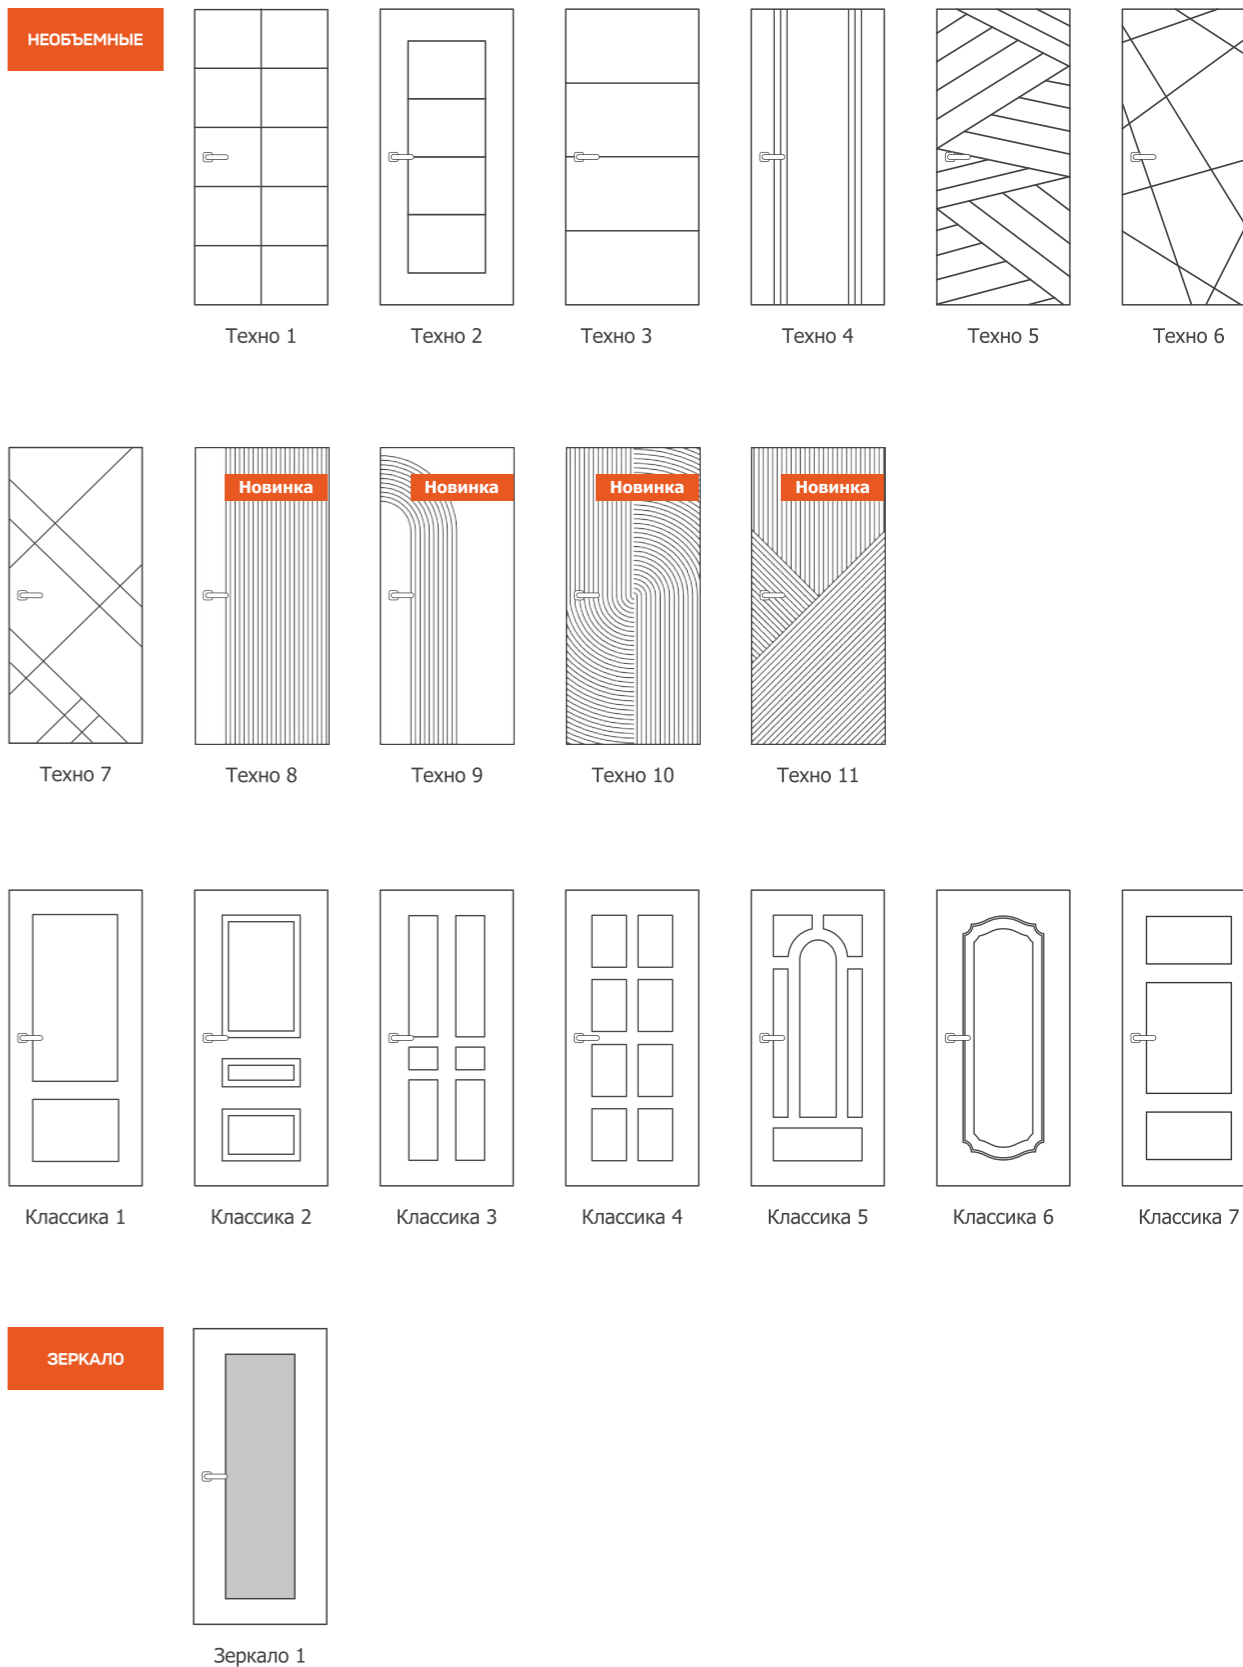 НЕОБЪЕМНЫЕ
Техно 1
Техно 2
Техно 3
Техно 4
Техно 5
Техно 6
Новинка
Новинка
Новинка
Новинка
Техно 7
Техно 8
Техно 9
Техно 10
Техно 11
Классика 1
Классика 2
Классика 3
Классика 4
Классика 5
Классика 6
Классика 7
ЗЕРКАЛО
Зеркало 1